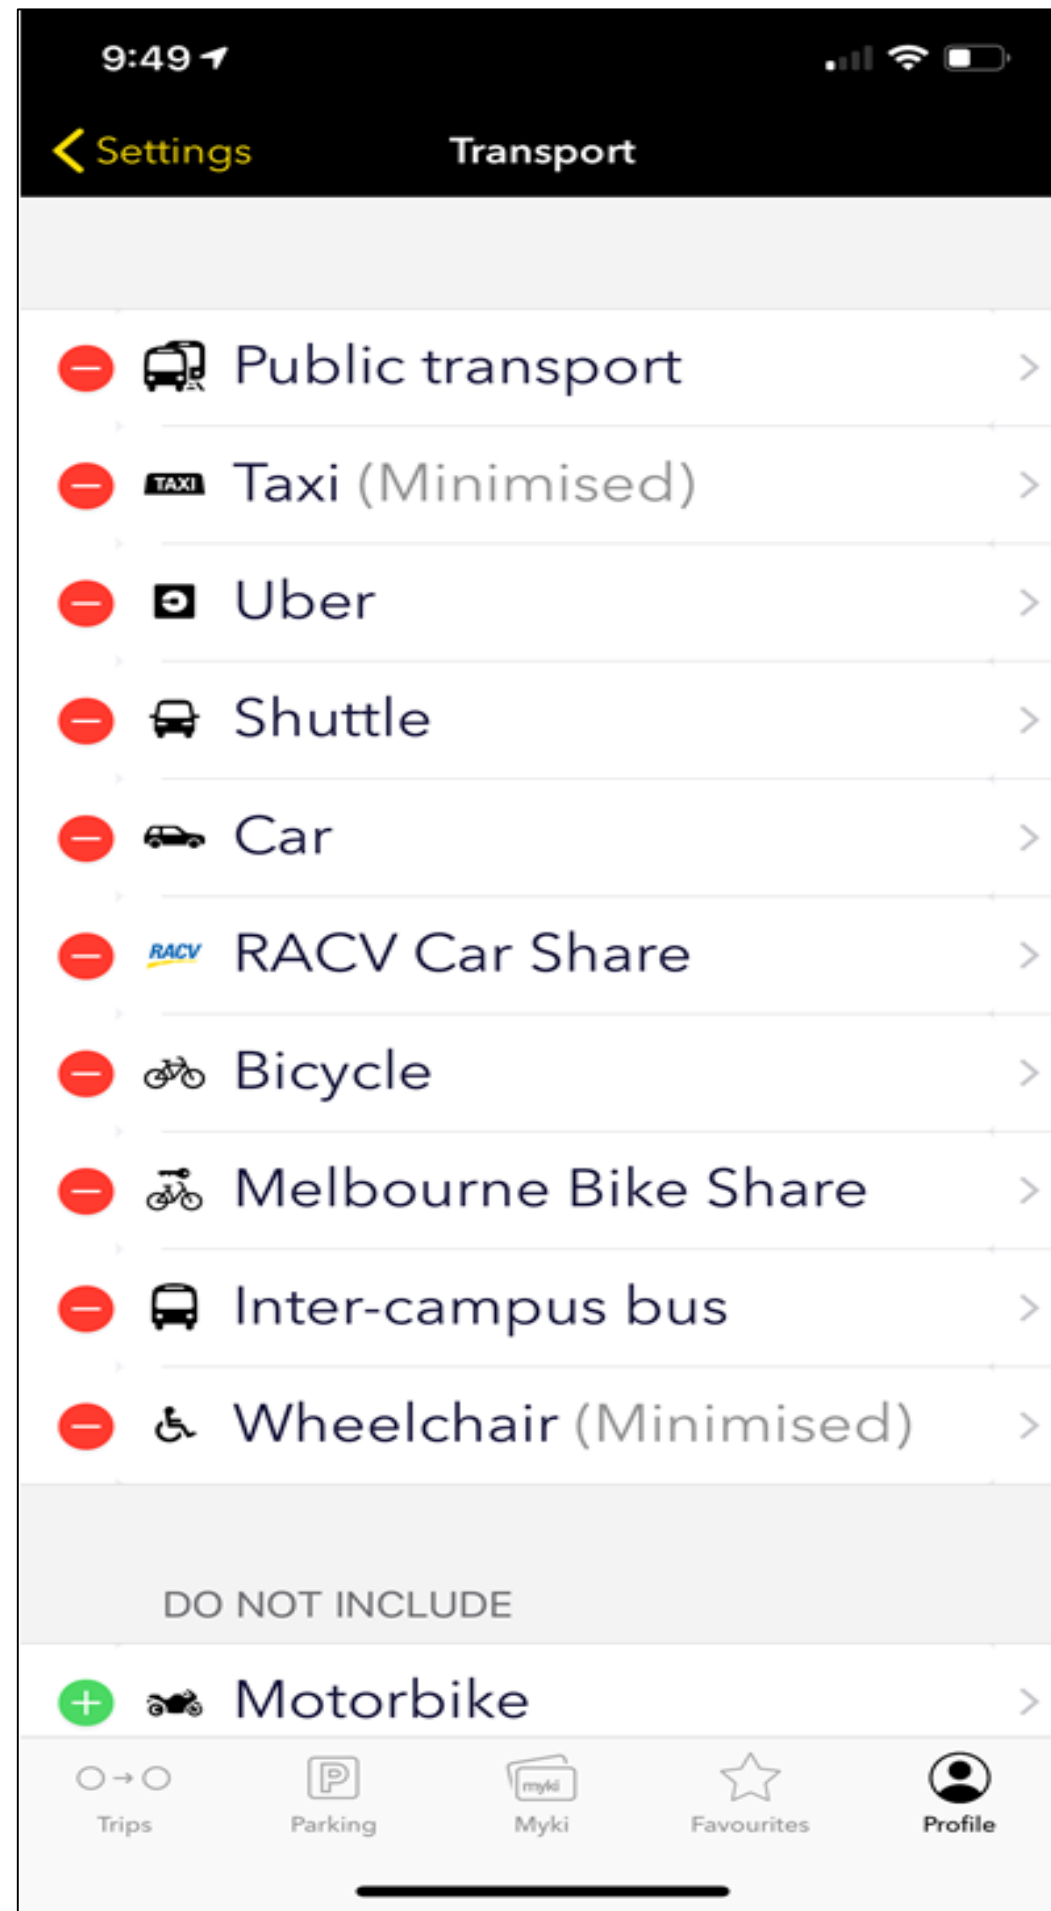 9:49
Settings
Transport
Public transport
TAXI Taxi (Minimised)
Uber
Shuttle
Car
RACV RACV Car Share
Bicycle
Melbourne Bike Share
Inter-campus bus
Wheelchair (Minimised)
DO NOT INCLUDE
Motorbike
P
myki
Trips
Parking
Myki
Favourites
Profile